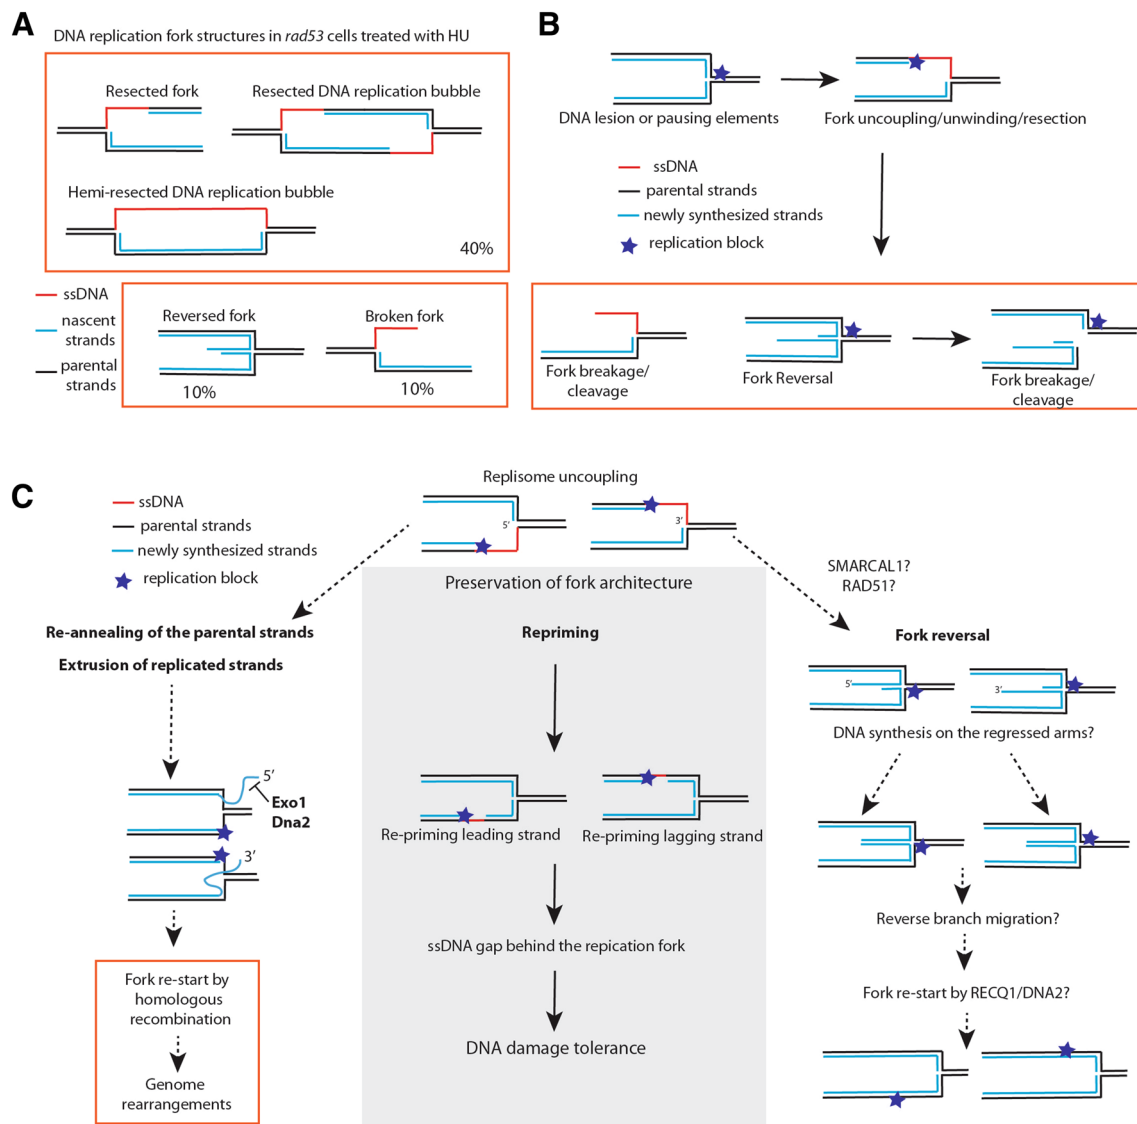 A
DNA replication fork structures in rad53 cells treated with HU
Resected fork
Resected DNA replication bubble
Hemi-resected DNA replication bubble
40%
ssDNA
nascent
strands
parental
strands
Reversed fork
10%
Broken fork
10%
B
DNA lesion or pausing elements
Fork uncoupling/unwinding/resection
ssDNA
parental strands
newly synthesized strands
replication block
Fork breakage/
cleavage
Fork Reversal
Fork breakage/
cleavage
C
ssDNA
parental strands
newly synthesized strands
replication block
Replisome uncoupling
5'
3'
Re-annealing of the parental strands
Extrusion of replicated strands
5'
Exo1
Dna2
3'
Fork re-start by
homologous
recombination
Genome
rearrangements
Preservation of fork architecture
Repriming
Re-priming leading strand
Re-priming lagging strand
ssDNA gap behind the repication fork
DNA damage tolerance
SMARCAL1?
RAD51?
Fork reversal
5'
3'
DNA synthesis on the regressed arms?
Reverse branch migration?
Fork re-start by RECQ1/DNA2?